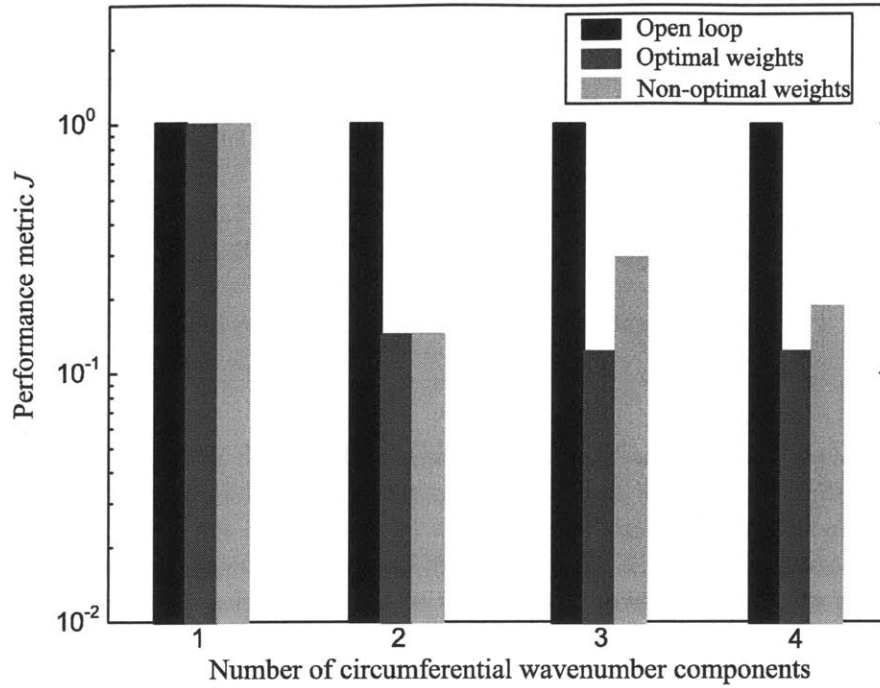 Open loop
Optimal weights
Non-optimal weights
Performance metric J
10^0
10^-1
10^-2
1 2 3 4
Number of circumferential wavenumber components